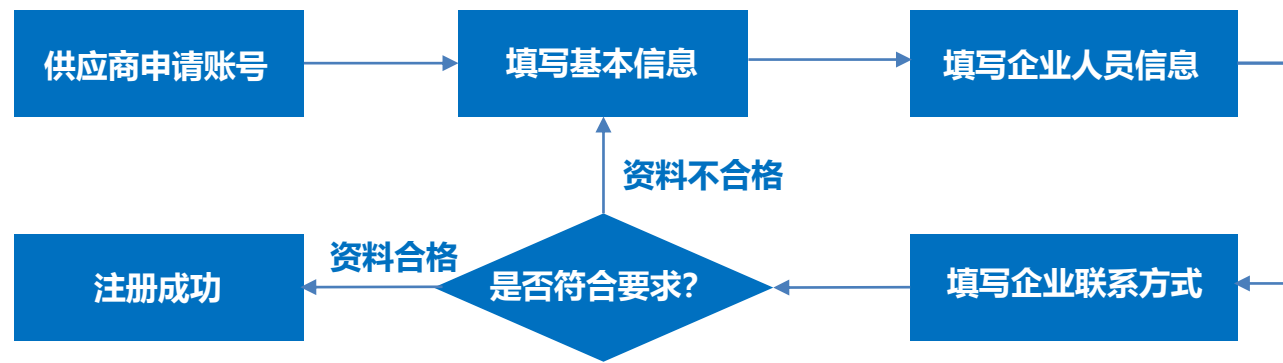 供应商申请账号
填写基本信息
填写企业人员信息
资料不合格
资料合格
注册成功
是否符合要求?
填写企业联系方式